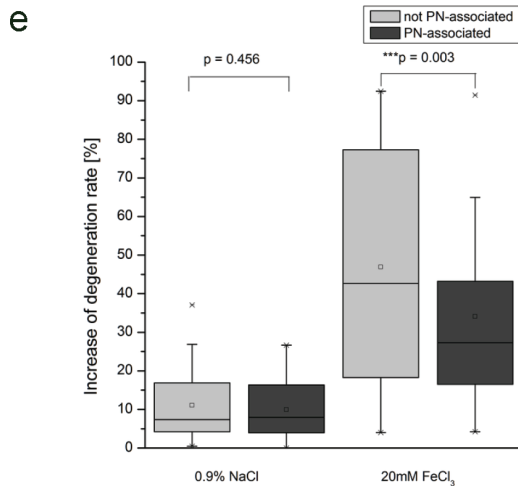 e
not PN-associated
PN-associated
p = 0.456
***p = 0.003
Increase of degeneration rate [%]
100
90
80
70
60
50
40
30
20
10
0
0.9% NaCl
20mM FeCl₃